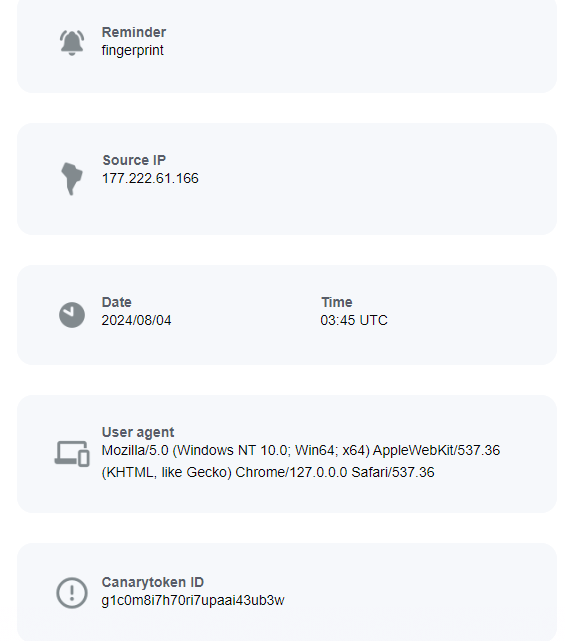 Reminder
fingerprint
Source IP
177.222.61.166
Date
2024/08/04
Time
03:45 UTC
User agent
Mozilla/5.0 (Windows NT 10.0; Win64; x64) AppleWebKit/537.36
(KHTML, like Gecko) Chrome/127.0.0.0 Safari/537.36
Canarytoken ID
g1c0m8i7h70ri7upaai43ub3w